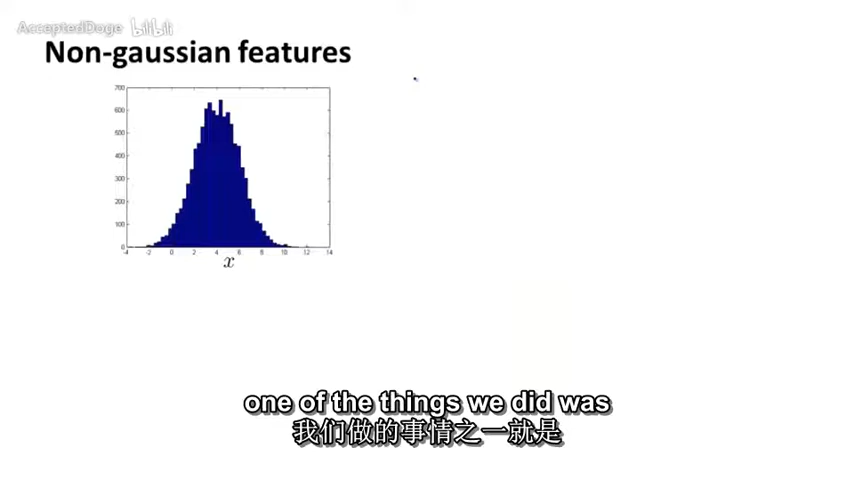 AcceptedDoge bilibili
Non-gaussian features
700
600
500
400
300
200
100
0
-4 -2 0 2 4 6 8 10 12 14
x
one of the things we did was
我们做的事情之一就是